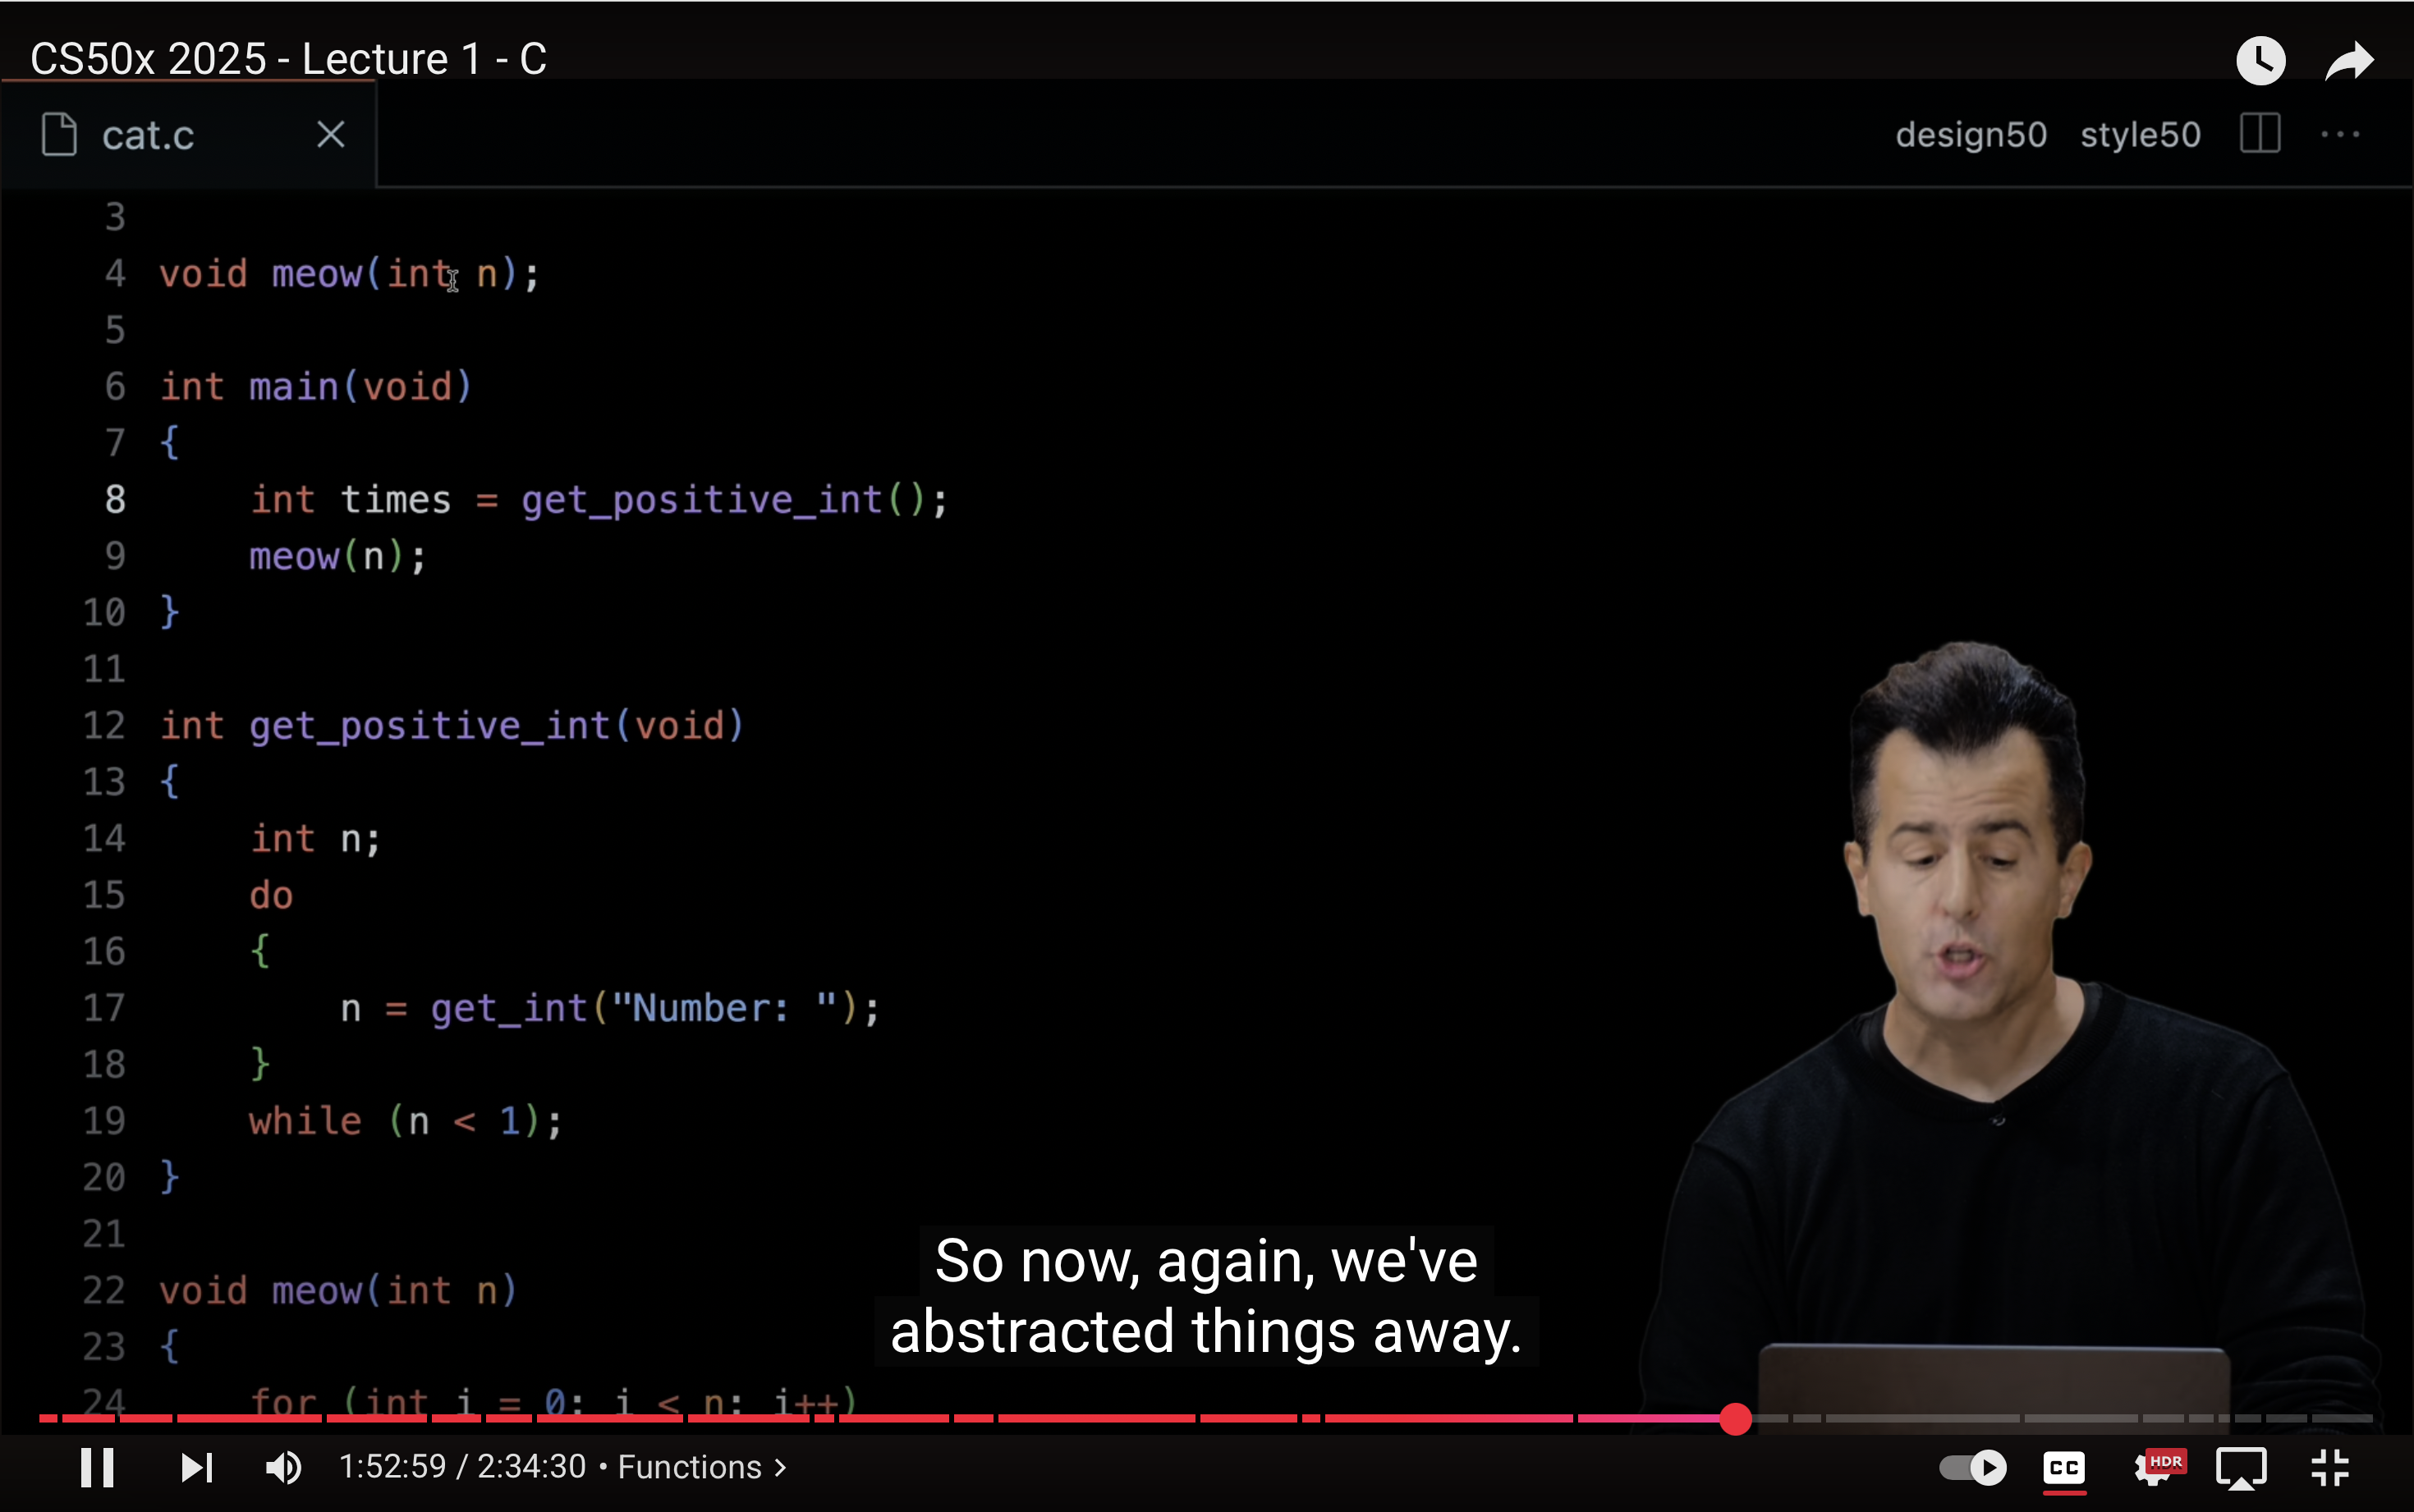 CS50x 2025 - Lecture 1 - C
cat.c
design50 style50
3
4 void meow(int n);
5
6 int main(void)
7 {
8     int times = get_positive_int();
9     meow(n);
10 }
11
12 int get_positive_int(void)
13 {
14     int n;
15     do
16     {
17         n = get_int("Number: ");
18     }
19     while (n < 1);
20 }
21
22 void meow(int n)
23 {
24     for (int i = 0; i < n; i++)
So now, again, we've
abstracted things away.
1:52:59 / 2:34:30 • Functions >
CC
HDR